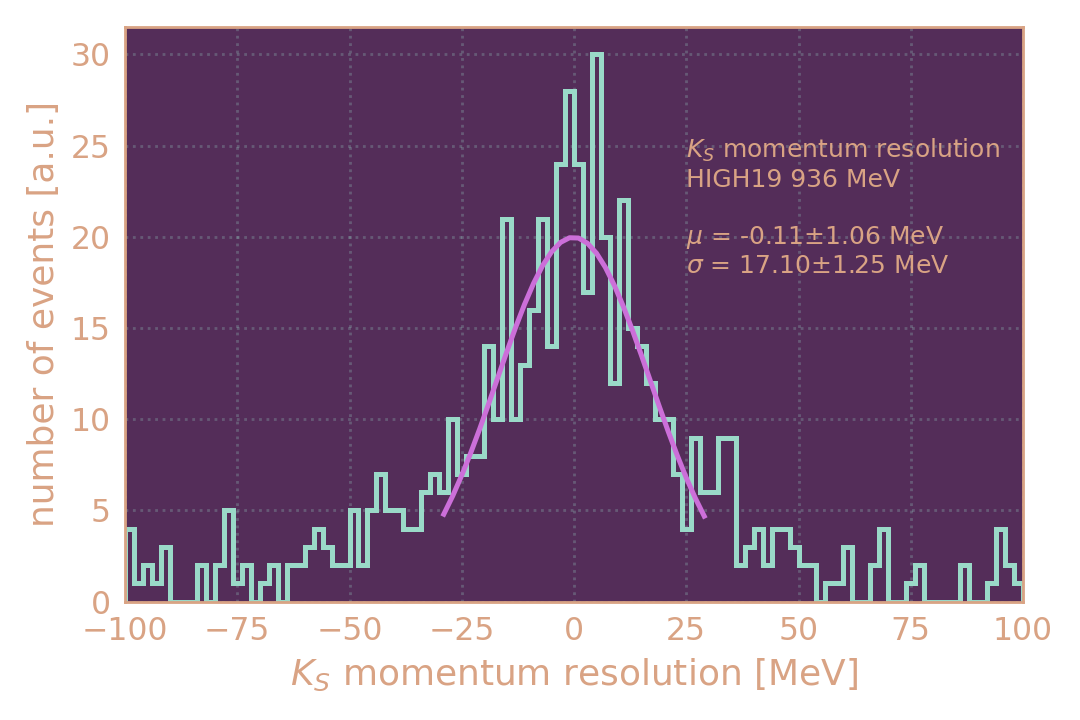 30
25
20
15
10
5
0
number of events [a.u.]
K_S momentum resolution
HIGH19 936 MeV
μ = -0.11±1.06 MeV
σ = 17.10±1.25 MeV
−100 −75 −50 −25 0 25 50 75 100
K_S momentum resolution [MeV]